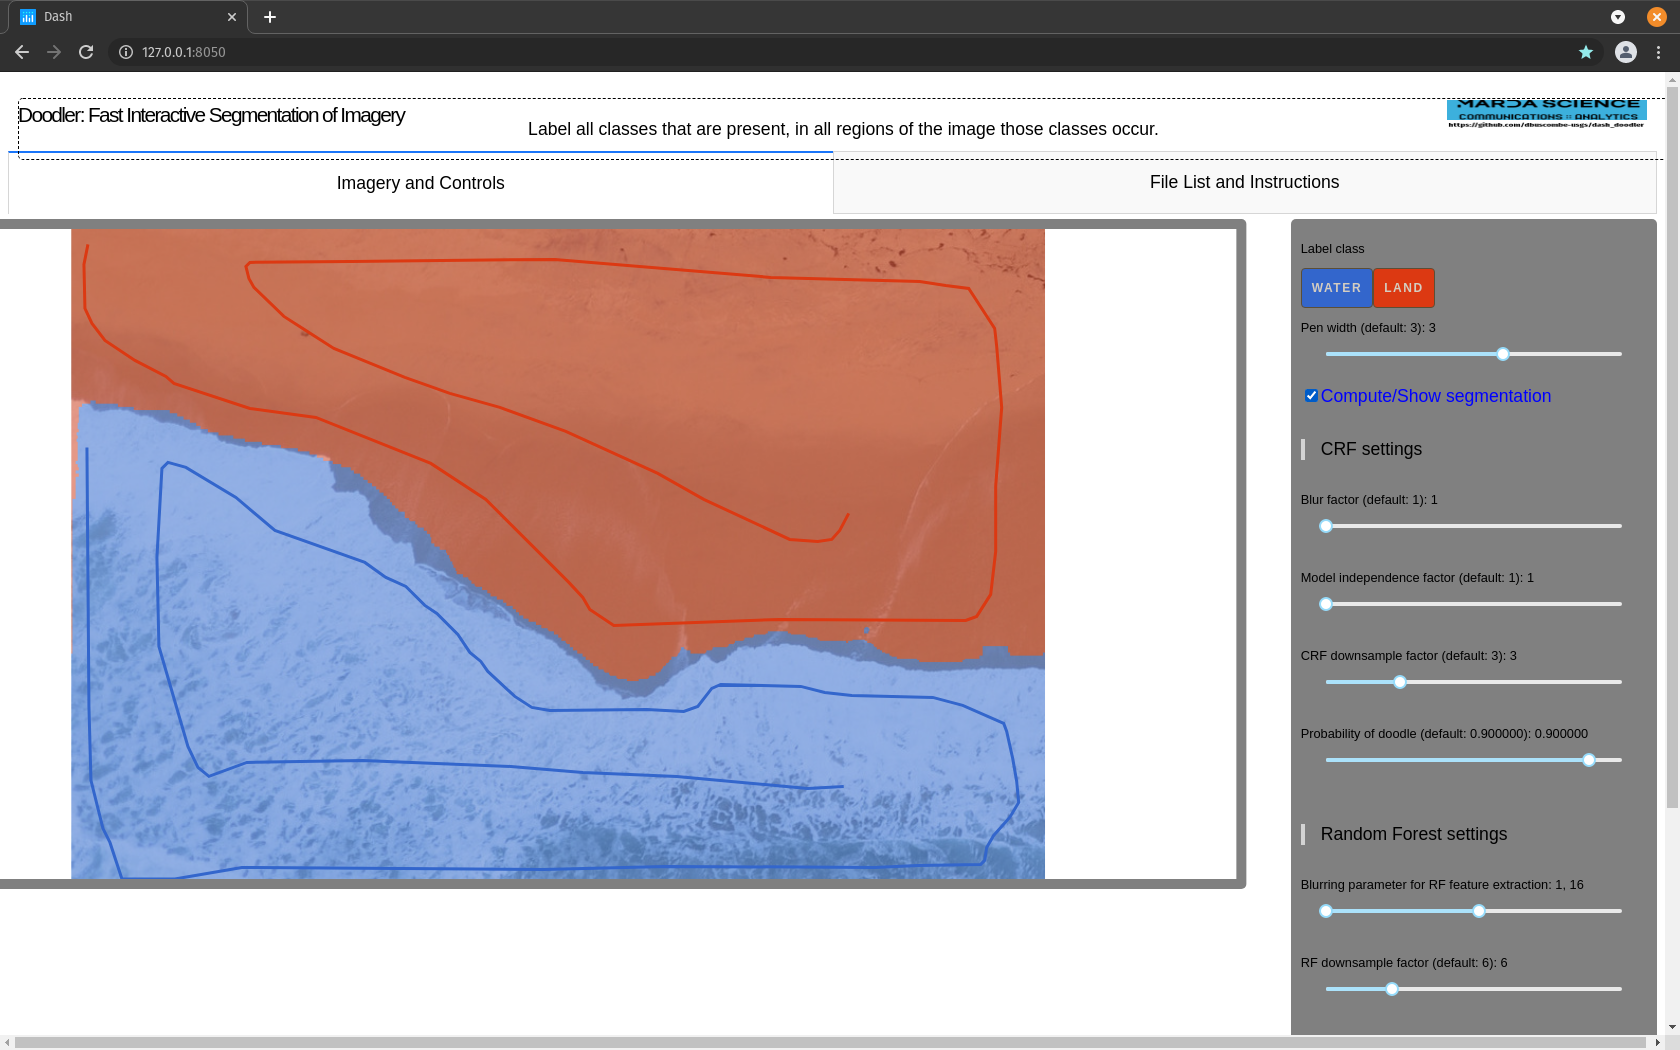 Dash
127.0.0.1:8050
Doodler: Fast Interactive Segmentation of Imagery
Label all classes that are present, in all regions of the image those classes occur.
MARDA SCIENCE
COMMUNICATIONS :: ANALYTICS
https://github.com/dbuscombe-usgs/dash_doodler
Imagery and Controls
File List and Instructions
Label class
WATER LAND
Pen width (default: 3): 3
Compute/Show segmentation
CRF settings
Blur factor (default: 1): 1
Model independence factor (default: 1): 1
CRF downsample factor (default: 3): 3
Probability of doodle (default: 0.900000): 0.900000
Random Forest settings
Blurring parameter for RF feature extraction: 1, 16
RF downsample factor (default: 6): 6